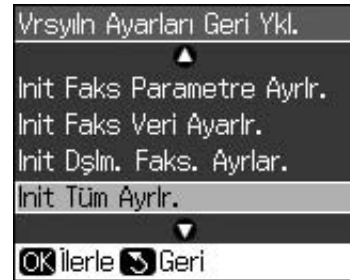 Vrsyıln Ayarları Geri Ykl.
Init Faks Parametre Ayrlr.
Init Faks Veri Ayarlr.
Init Dşlm. Faks. Ayrlar.
Init Tüm Ayrlr.
OK İlerle Geri